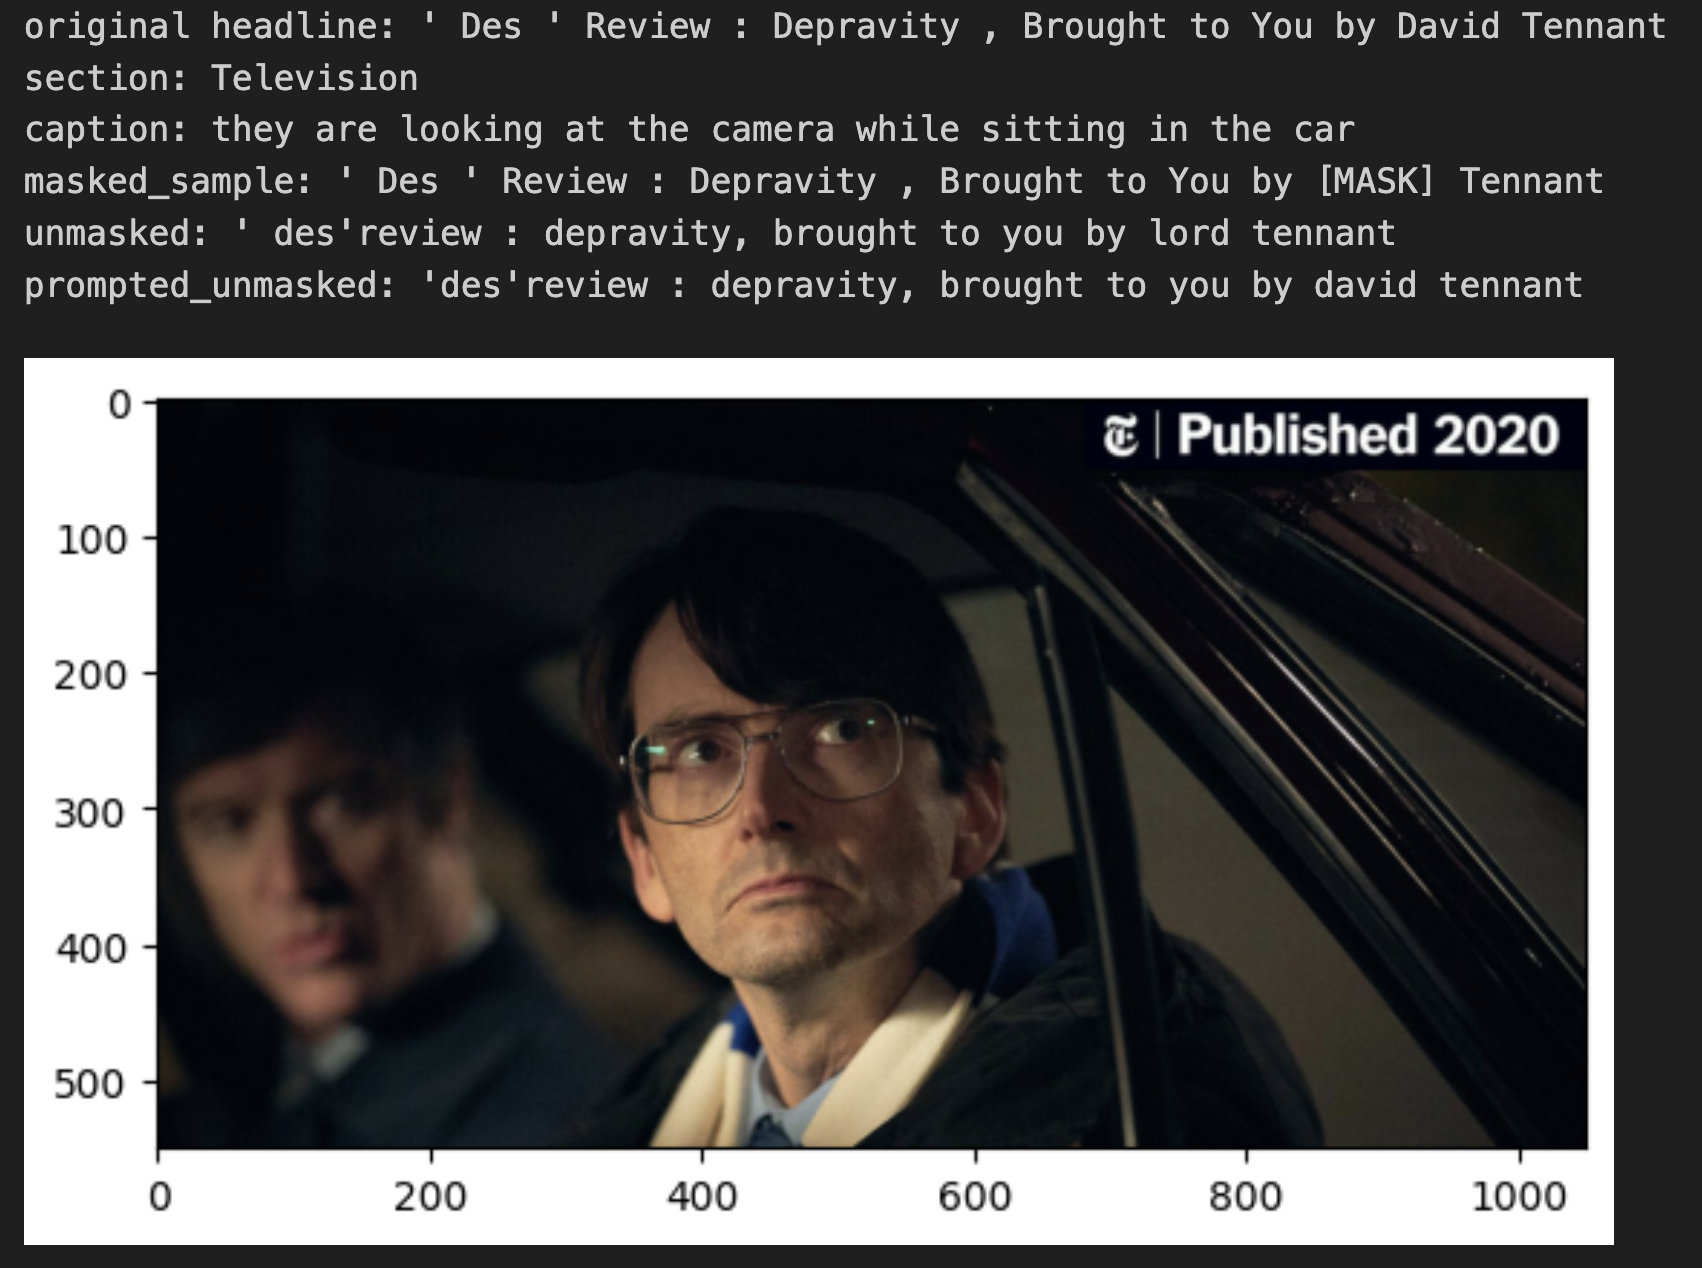 original headline: ' Des ' Review : Depravity , Brought to You by David Tennant
section: Television
caption: they are looking at the camera while sitting in the car
masked_sample: ' Des ' Review : Depravity , Brought to You by [MASK] Tennant
unmasked: ' des'review : depravity, brought to you by lord tennant
prompted_unmasked: 'des'review : depravity, brought to you by david tennant
T | Published 2020
0
100
200
300
400
500
0 200 400 600 800 1000